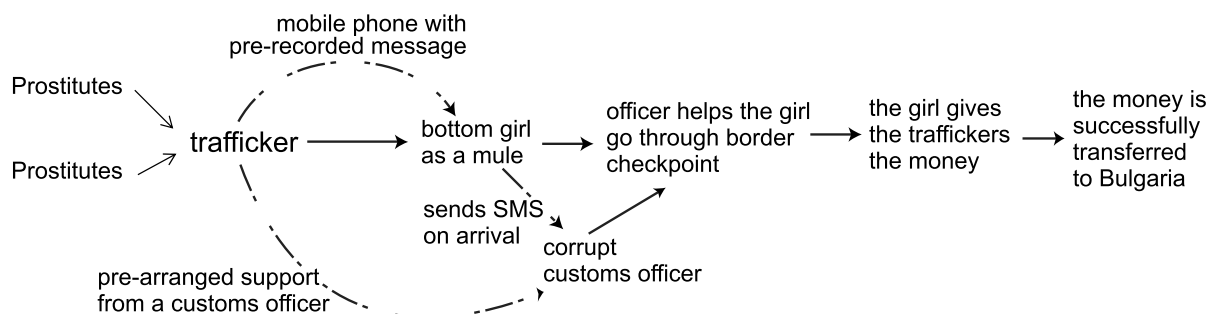 mobile phone with
pre-recorded message
Prostitutes
Prostitutes
trafficker
bottom girl
as a mule
sends SMS
on arrival
pre-arranged support
from a customs officer
corrupt
customs officer
officer helps the girl
go through border
checkpoint
the girl gives
the traffickers
the money
the money is
successfully
transferred
to Bulgaria